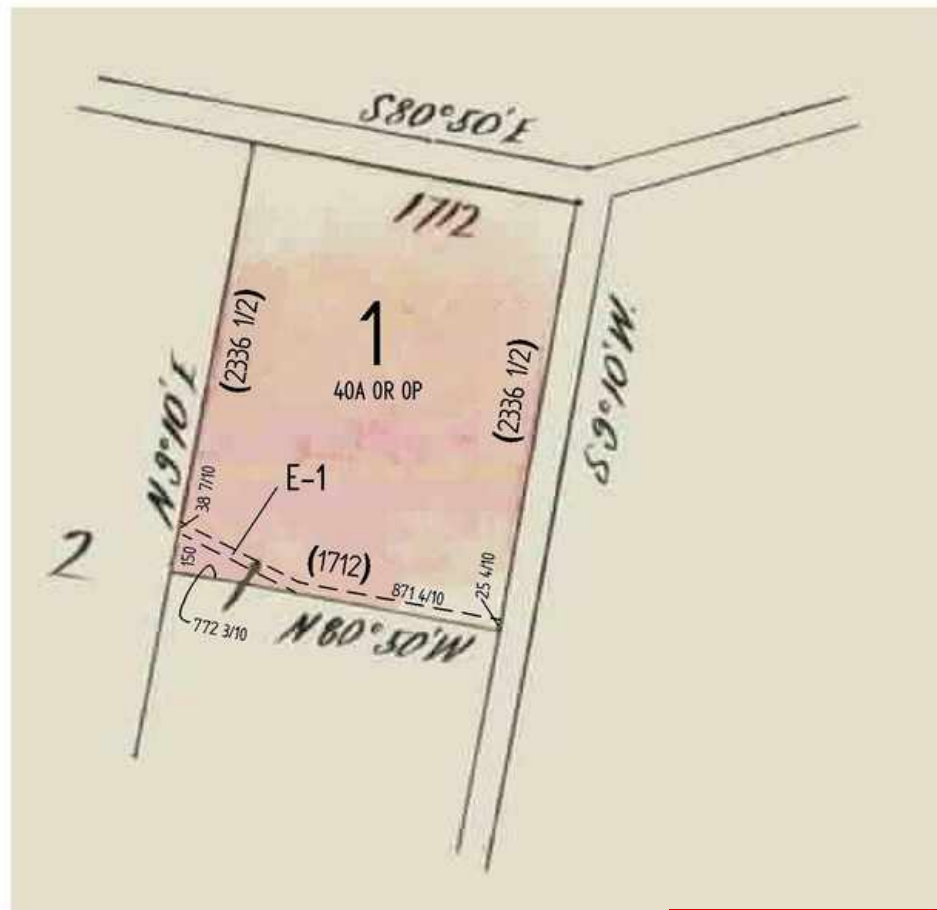 S80°50'E
1712
(2336 1/2)
1
40A 0R 0P
(2336 1/2)
S9°10'W.
N9°10'E
38 7/10
E-1
2
150
(1712)
871 4/10
25 4/10
1
772 3/10
N80°50'W